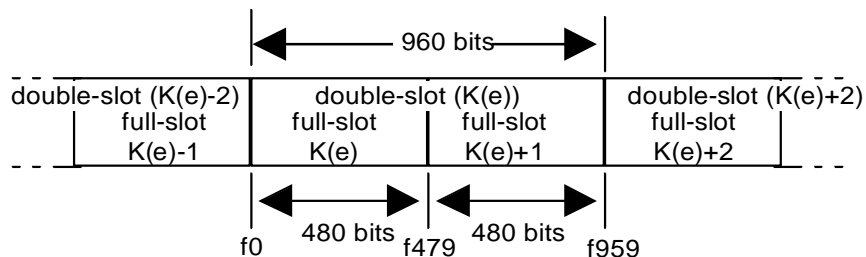 960 bits
double-slot (K(e)-2)
double-slot (K(e))
double-slot (K(e)+2)
full-slot
full-slot
full-slot
full-slot
K(e)-1
K(e)
K(e)+1
K(e)+2
480 bits
480 bits
f0
f479
f959